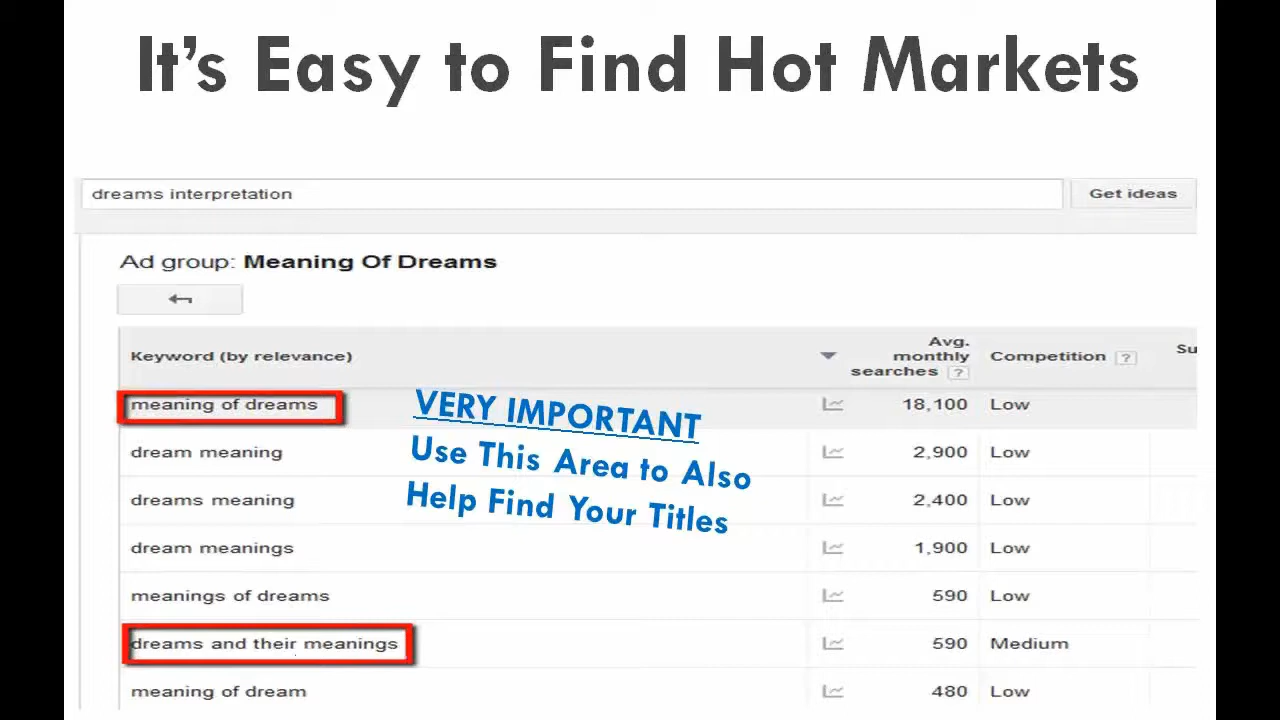 It's Easy to Find Hot Markets
dreams interpretation
Get ideas
Ad group: Meaning Of Dreams
Keyword (by relevance)
Avg. monthly searches ?
Competition ?
Su
meaning of dreams 18,100 Low
VERY IMPORTANT
Use This Area to Also
Help Find Your Titles
dream meaning 2,900 Low
dreams meaning 2,400 Low
dream meanings 1,900 Low
meanings of dreams 590 Low
dreams and their meanings 590 Medium
meaning of dream 480 Low